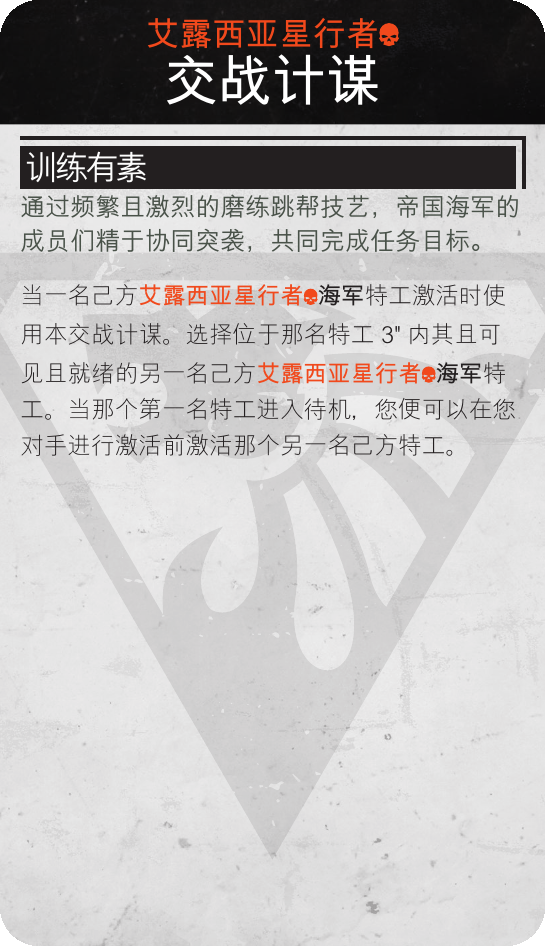 艾露西亚星行者
交战计谋
训练有素
通过频繁且激烈的磨练跳帮技艺，帝国海军的
成员们精于协同突袭，共同完成任务目标。
当一名己方艾露西亚星行者海军特工激活时使
用本交战计谋。选择位于那名特工 3" 内其且可
见且就绪的另一名己方艾露西亚星行者海军特
工。当那个第一名特工进入待机，您便可以在您
对手进行激活前激活那个另一名己方特工。